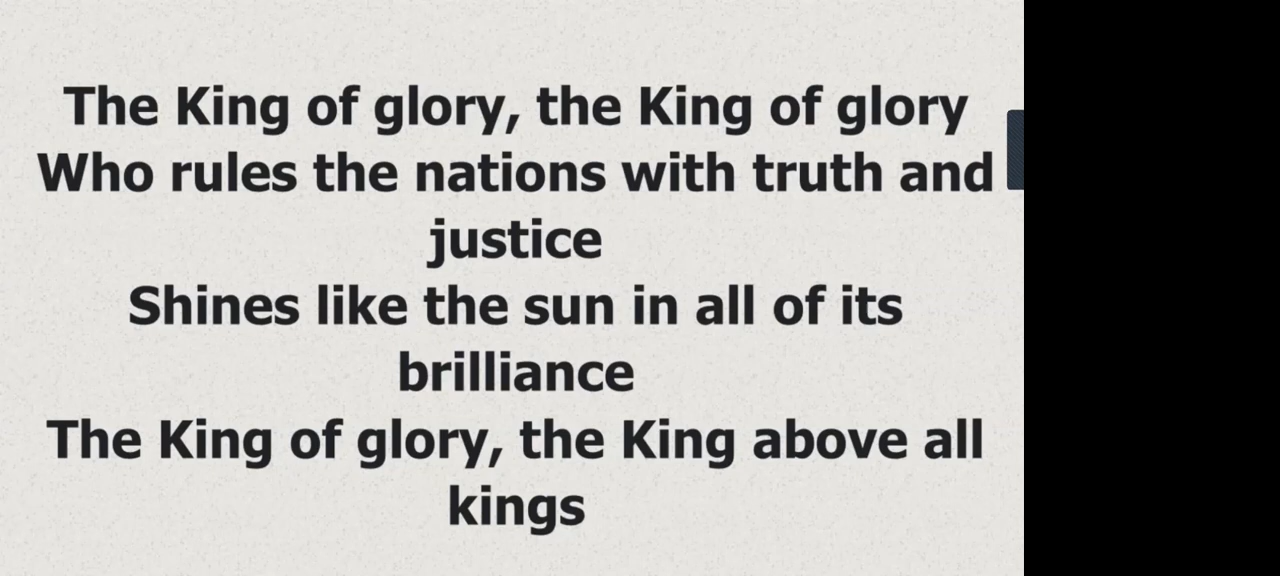 The King of glory, the King of glory
Who rules the nations with truth and
justice
Shines like the sun in all of its
brilliance
The King of glory, the King above all
kings